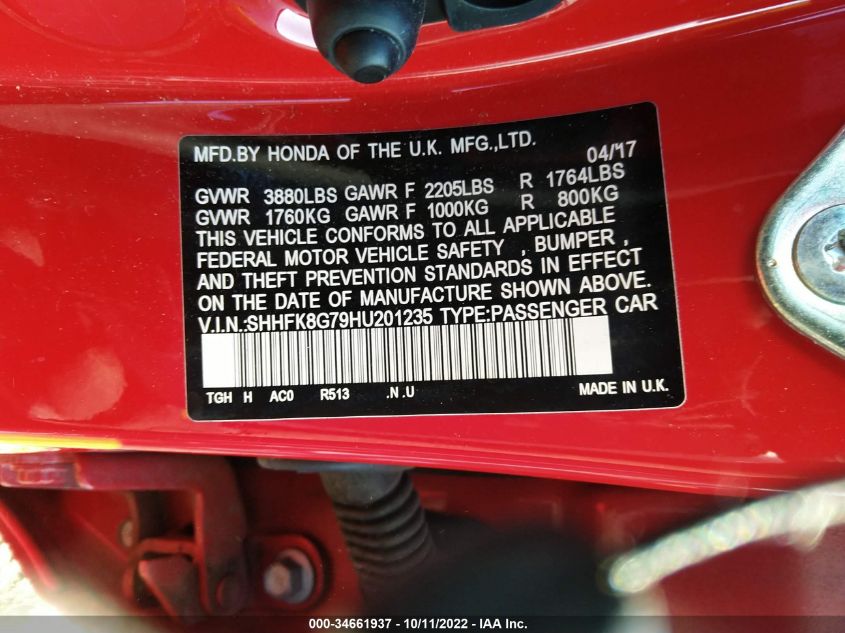 MFD.BY HONDA OF THE U.K. MFG.,LTD. 04/17
GVWR 3880LBS GAWR F 2205LBS R 1764LBS
GVWR 1760KG GAWR F 1000KG R 800KG
THIS VEHICLE CONFORMS TO ALL APPLICABLE
FEDERAL MOTOR VEHICLE SAFETY , BUMPER ,
AND THEFT PREVENTION STANDARDS IN EFFECT
ON THE DATE OF MANUFACTURE SHOWN ABOVE.
V.I.N.:SHHFK8G79HU201235 TYPE:PASSENGER CAR
TGH H AC0 R513 .N .U MADE IN U.K.
000-34661937 - 10/11/2022 - IAA Inc.